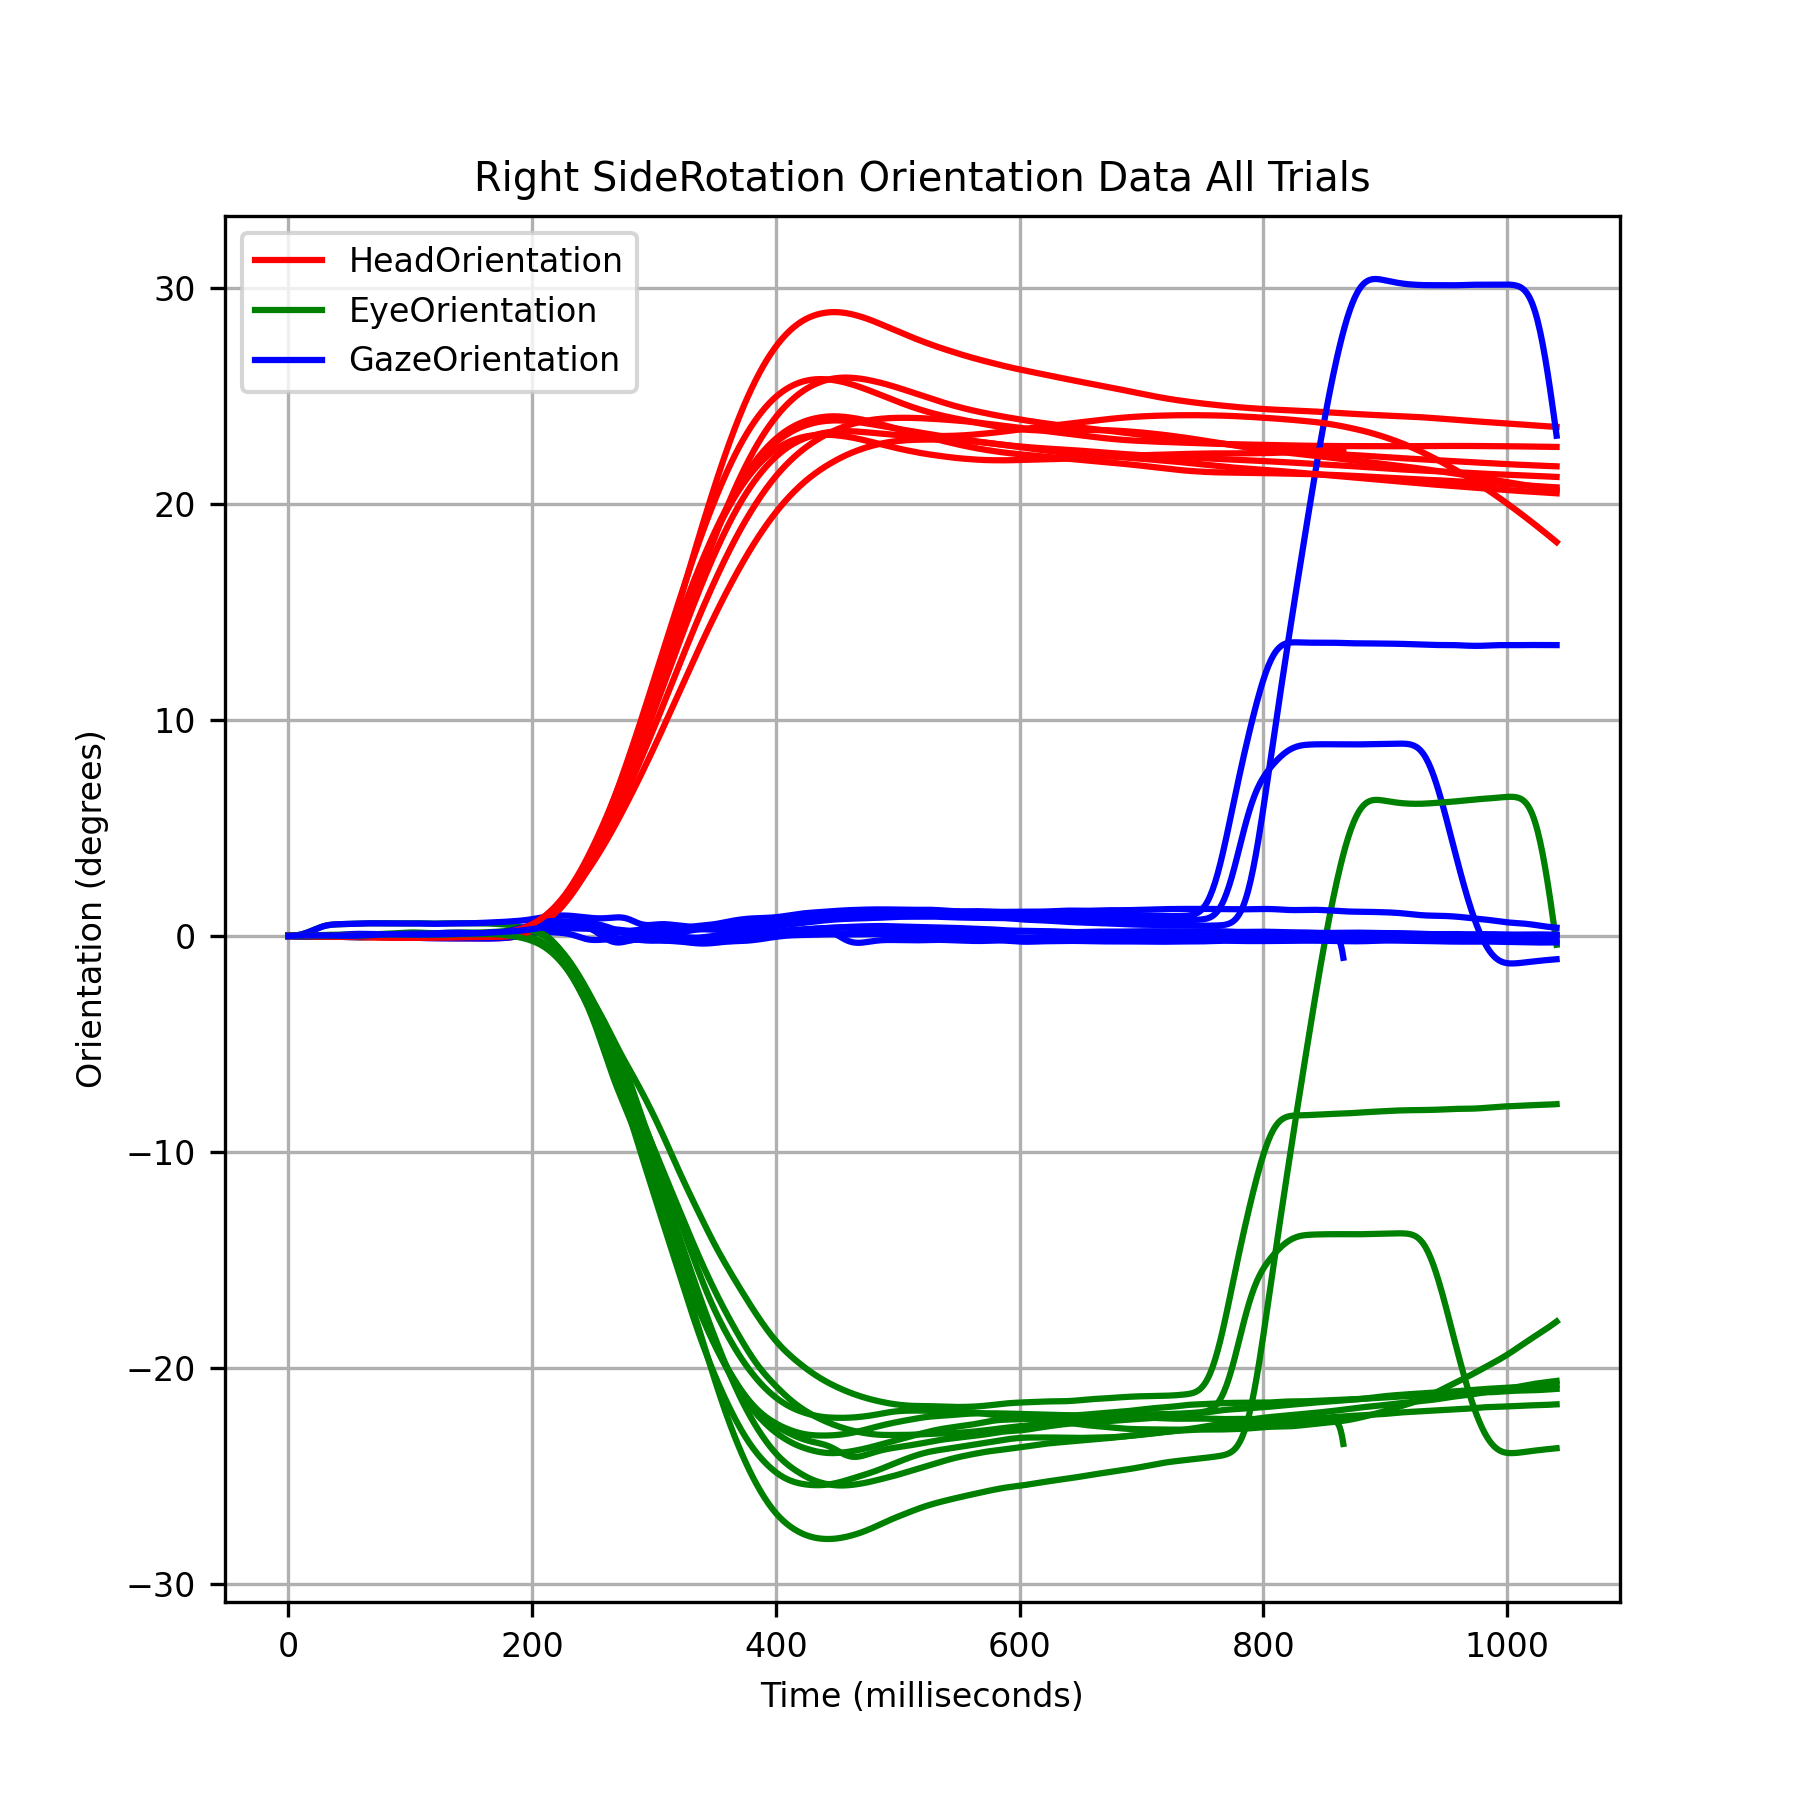 Right SideRotation Orientation Data All Trials
HeadOrientation
EyeOrientation
GazeOrientation
30
20
10
0
−10
−20
−30
Orientation (degrees)
0 200 400 600 800 1000
Time (milliseconds)